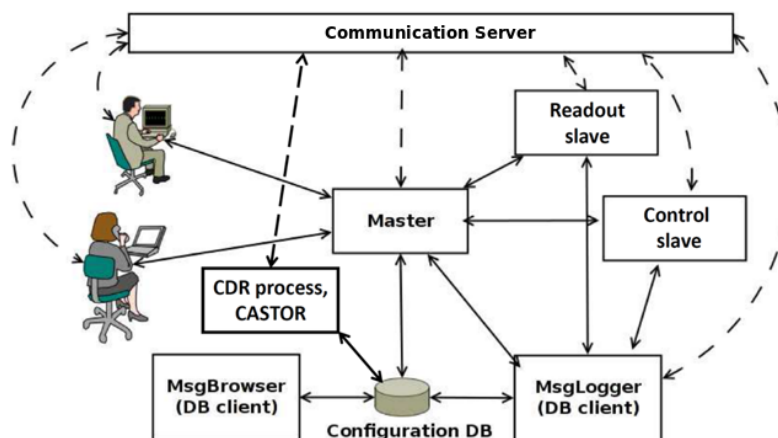 Communication Server
Readout
slave
Master
Control
slave
CDR process,
CASTOR
MsgBrowser
(DB client)
MsgLogger
(DB client)
Configuration DB